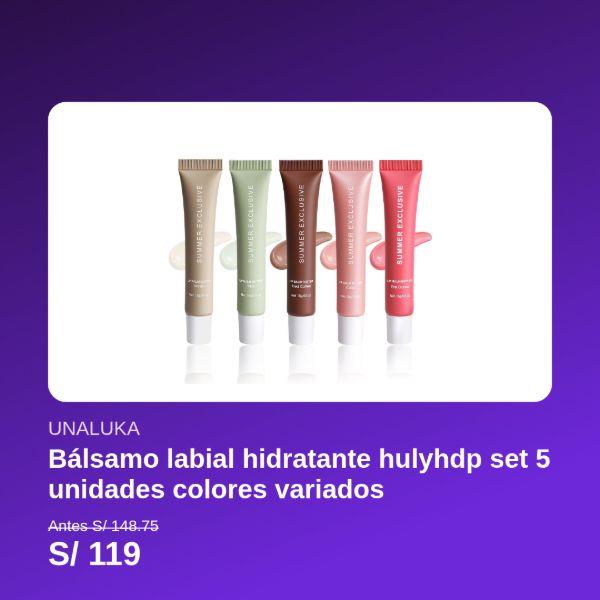 SUMMER EXCLUSIVE
SUMMER EXCLUSIVE
SUMMER EXCLUSIVE
SUMMER EXCLUSIVE
SUMMER EXCLUSIVE
UNALUKA
Bálsamo labial hidratante hulyhdp set 5
unidades colores variados
Antes S/ 148.75
S/ 119